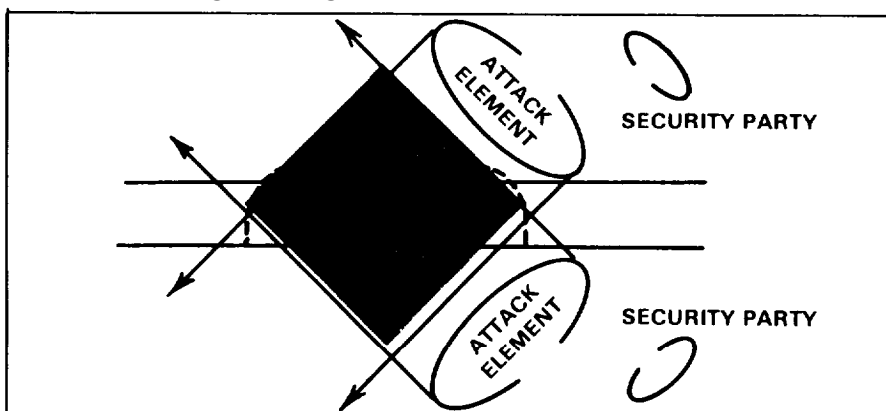 ATTACK
ELEMENT
SECURITY PARTY
ATTACK
ELEMENT
SECURITY PARTY